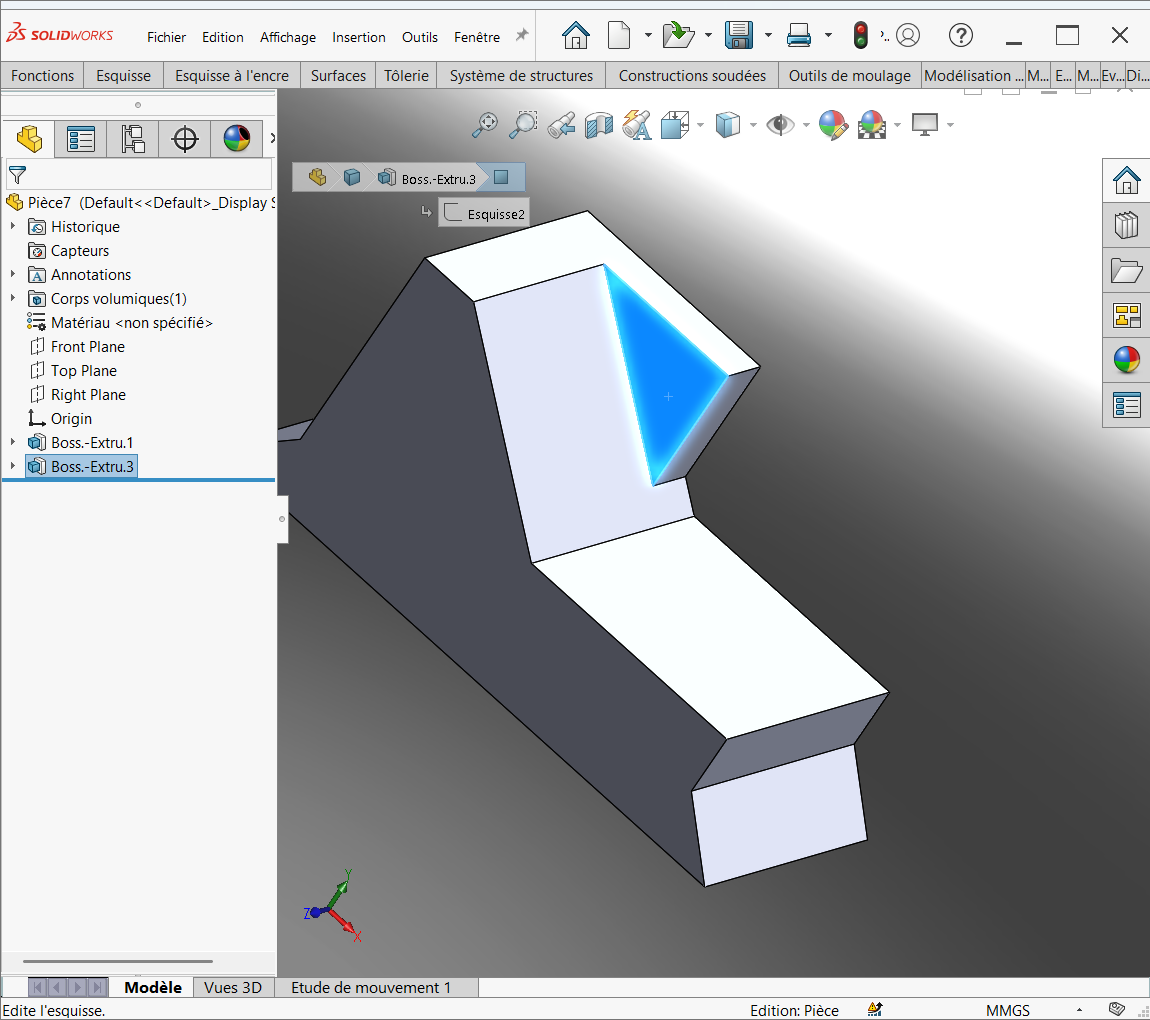 SOLIDWORKS
Fichier Edition Affichage Insertion Outils Fenêtre
Fonctions Esquisse Esquisse à l'encre Surfaces Tôlerie Système de structures Constructions soudées Outils de moulage Modélisation ... M... E... M... Ev... Di...
Pièce7 (Default<<Default>_Display S
Historique
Capteurs
Annotations
Corps volumiques(1)
Matériau <non spécifié>
Front Plane
Top Plane
Right Plane
Origin
Boss.-Extru.1
Boss.-Extru.3
Boss.-Extru.3
Esquisse2
Y
Z
X
Modèle Vues 3D Etude de mouvement 1
Edite l'esquisse. Edition: Pièce MMGS